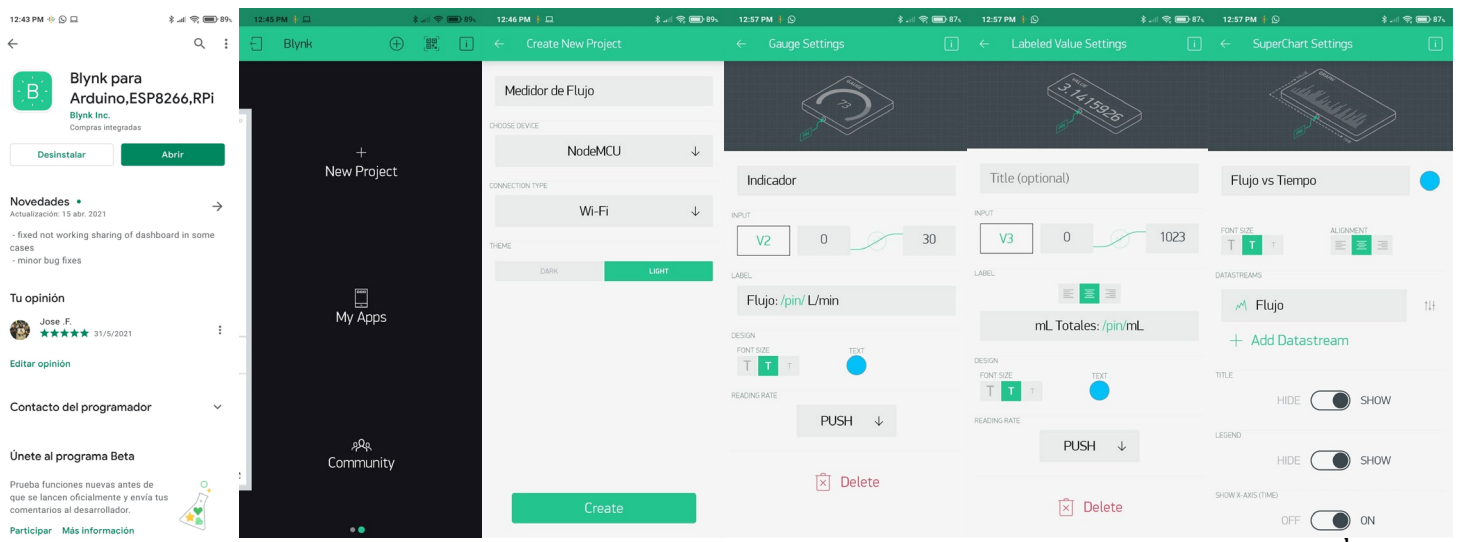 12:43 PM
89%
Blynk para
Arduino,ESP8266,RPi
Blynk Inc.
Compras integradas
Desinstalar
Abrir
Novedades •
Actualización: 15 abr. 2021
- fixed not working sharing of dashboard in some
cases
- minor bug fixes
Tu opinión
Jose .F.
31/5/2021
Editar opinión
Contacto del programador
Únete al programa Beta
Prueba funciones nuevas antes de
que se lancen oficialmente y envía tus
comentarios al desarrollador.
Participar Más información
12:45 PM
89%
Blynk
New Project
My Apps
Community
12:46 PM
89%
Create New Project
Medidor de Flujo
CHOOSE DEVICE
NodeMCU
CONNECTION TYPE
Wi-Fi
THEME
DARK
LIGHT
Create
12:57 PM
87%
Gauge Settings
GAUGE
73
Indicador
INPUT
V2
0
30
LABEL
Flujo: /pin/ L/min
DESIGN
FONT SIZE
TEXT
T T T
READING RATE
PUSH
Delete
12:57 PM
87%
Labeled Value Settings
VALUE
3.1415926
Title (optional)
INPUT
V3
0
1023
LABEL
mL Totales: /pin/mL
DESIGN
FONT SIZE
TEXT
T T T
READING RATE
PUSH
Delete
12:57 PM
87%
SuperChart Settings
GRAPH
Flujo vs Tiempo
FONT SIZE
ALIGNMENT
T T T
DATASTREAMS
Flujo
+ Add Datastream
TITLE
HIDE
SHOW
LEGEND
HIDE
SHOW
SHOW X-AXIS (TIME)
OFF
ON